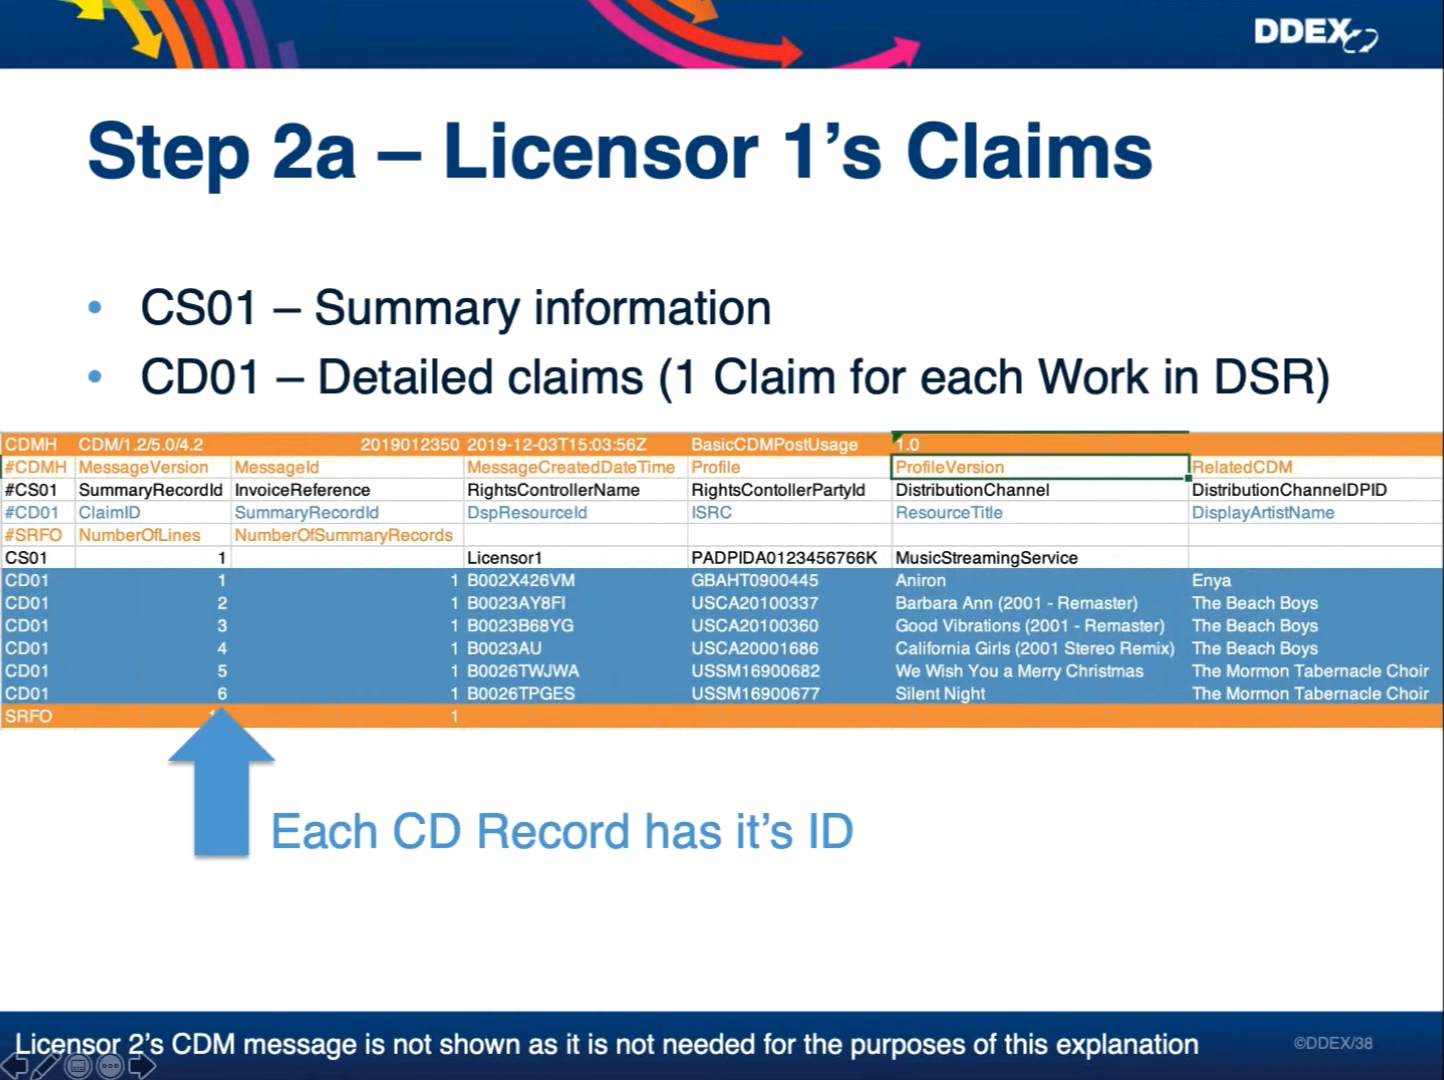 DDEX
Step 2a – Licensor 1’s Claims
• CS01 – Summary information
• CD01 – Detailed claims (1 Claim for each Work in DSR)
CDMH CDM/1.2/5.0/4.2 2019012350 2019-12-03T15:03:56Z BasicCDMPostUsage 1.0
#CDMH MessageVersion MessageId MessageCreatedDateTime Profile ProfileVersion RelatedCDM
#CS01 SummaryRecordId InvoiceReference RightsControllerName RightsContollerPartyId DistributionChannel DistributionChannelDPID
#CD01 ClaimID SummaryRecordId DspResourceId ISRC ResourceTitle DisplayArtistName
#SRFO NumberOfLines NumberOfSummaryRecords
CS01 1 Licensor1 PADPIDA0123456766K MusicStreamingService
CD01 1 1 B002X426VM GBAHT0900445 Aniron Enya
CD01 2 1 B0023AY8FI USCA20100337 Barbara Ann (2001 - Remaster) The Beach Boys
CD01 3 1 B0023B68YG USCA20100360 Good Vibrations (2001 - Remaster) The Beach Boys
CD01 4 1 B0023AU USCA20001686 California Girls (2001 Stereo Remix) The Beach Boys
CD01 5 1 B0026TWJWA USSM16900682 We Wish You a Merry Christmas The Mormon Tabernacle Choir
CD01 6 1 B0026TPGES USSM16900677 Silent Night The Mormon Tabernacle Choir
SRFO 1
Each CD Record has it’s ID
Licensor 2’s CDM message is not shown as it is not needed for the purposes of this explanation
©DDEX/38